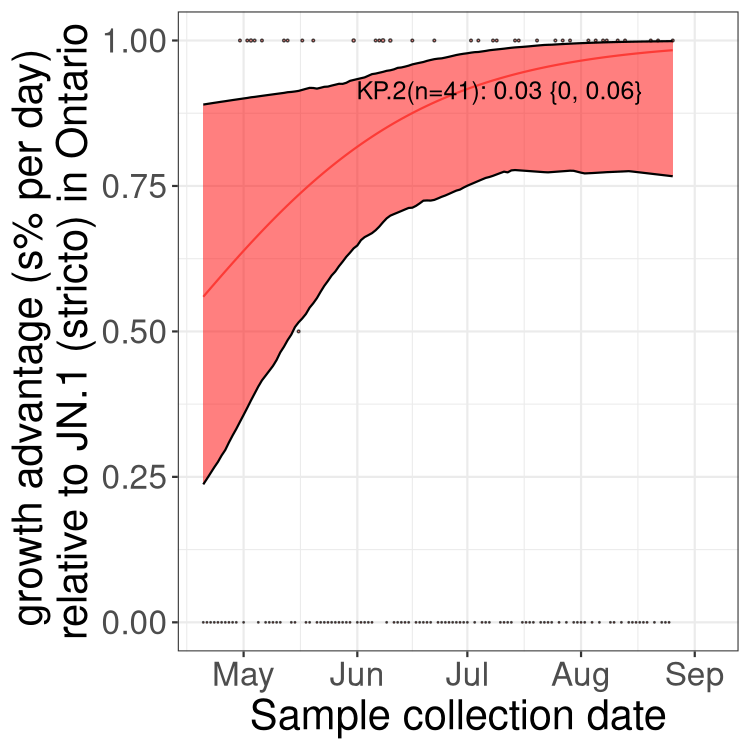 growth advantage (s% per day)
relative to JN.1 (stricto) in Ontario
1.00
0.75
0.50
0.25
0.00
KP.2(n=41): 0.03 {0, 0.06}
May Jun Jul Aug Sep
Sample collection date